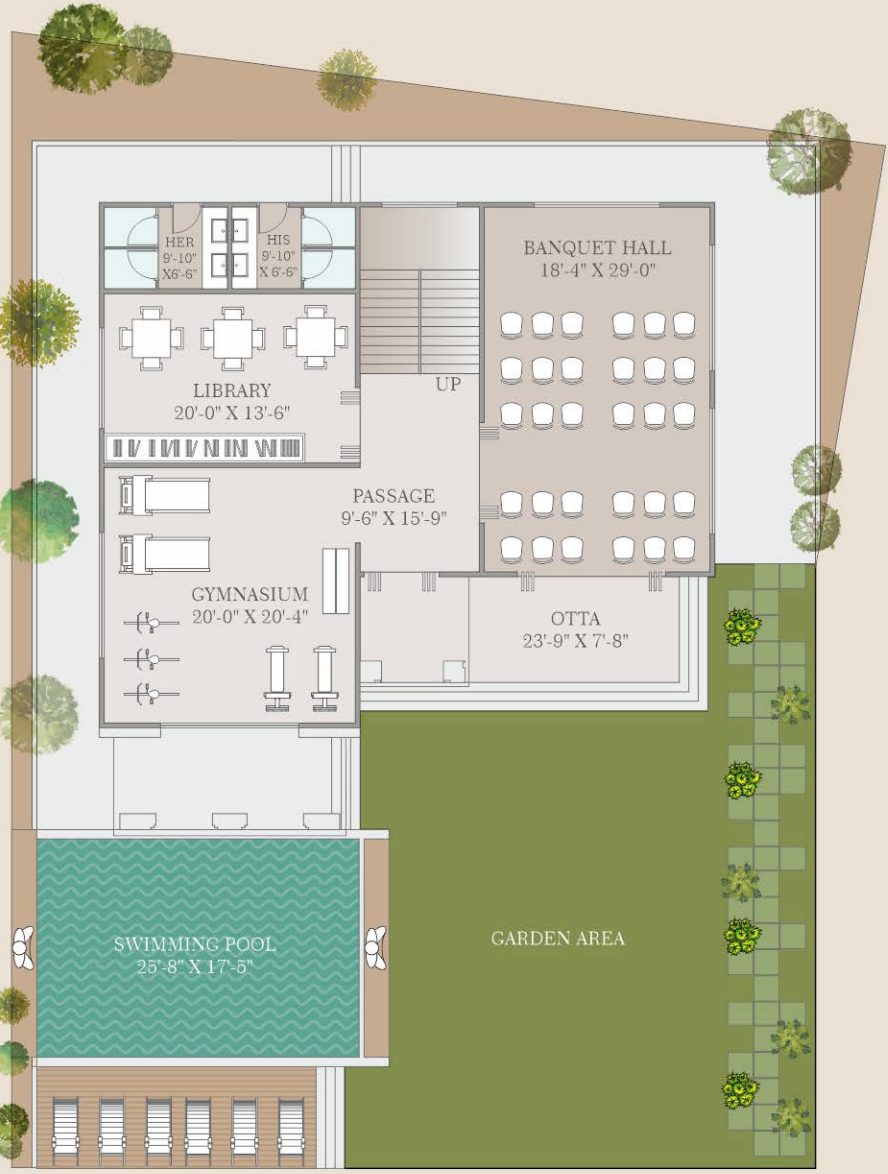 HER
9'-10"
X6'-6"
HIS
9'-10"
X 6'-6"
BANQUET HALL
18'-4" X 29'-0"
LIBRARY
20'-0" X 13'-6"
UP
PASSAGE
9'-6" X 15'-9"
GYMNASIUM
20'-0" X 20'-4"
OTTA
23'-9" X 7'-8"
SWIMMING POOL
25'-8" X 17'-5"
GARDEN AREA